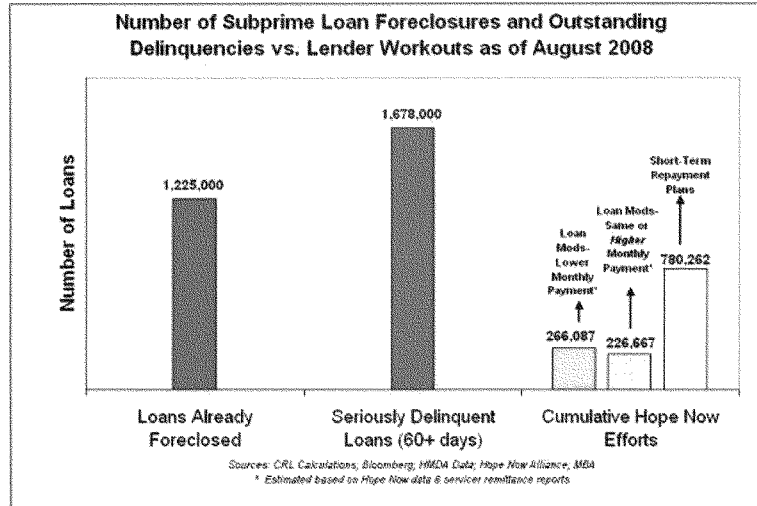 Number of Subprime Loan Foreclosures and Outstanding
Delinquencies vs. Lender Workouts as of August 2008
Number of Loans
1,225,000
1,678,000
Loan
Mods-
Lower
Monthly
Payment*
266,087
Loan Mods-
Same or
Higher
Monthly
Payment*
226,667
Short-Term
Repayment
Plans
780,262
Loans Already
Foreclosed
Seriously Delinquent
Loans (60+ days)
Cumulative Hope Now
Efforts
Sources: CRL Calculations; Bloomberg; HMDA Data; Hope Now Alliance; MBA
* Estimated based on Hope Now data & servicer remittance reports